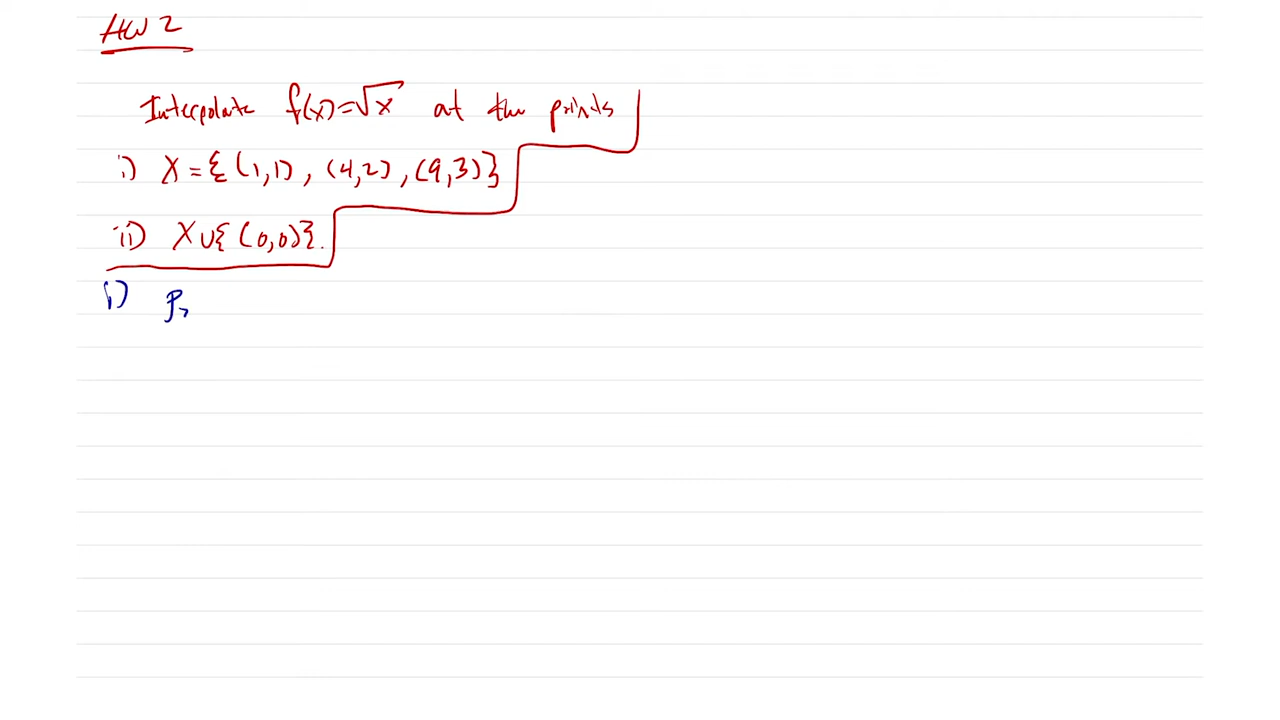 HW 2
Interpolate f(x)=√x at the points
i) X={(1,1), (4,2), (9,3)}
ii) X∪{(0,0)}.
i) P₂